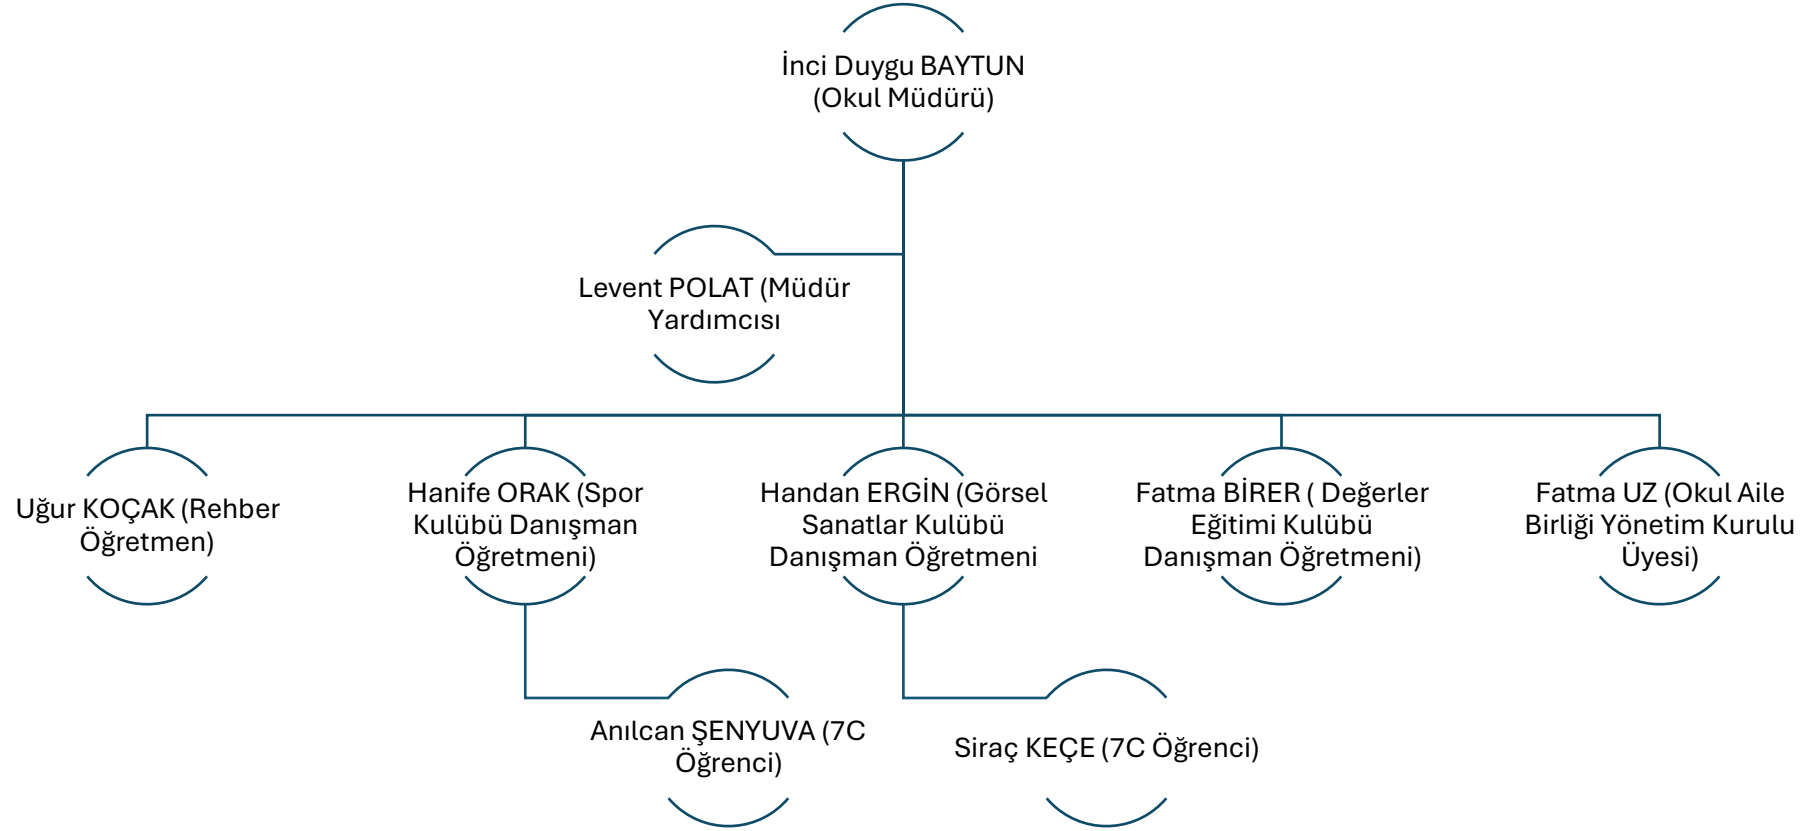 İnci Duygu BAYTUN
(Okul Müdürü)
Levent POLAT (Müdür
Yardımcısı
Uğur KOÇAK (Rehber
Öğretmen)
Hanife ORAK (Spor
Kulübü Danışman
Öğretmeni)
Handan ERGİN (Görsel
Sanatlar Kulübü
Danışman Öğretmeni
Fatma BİRER ( Değerler
Eğitimi Kulübü
Danışman Öğretmeni)
Fatma UZ (Okul Aile
Birliği Yönetim Kurulu
Üyesi)
Anılcan ŞENYUVA (7C
Öğrenci)
Siraç KEÇE (7C Öğrenci)